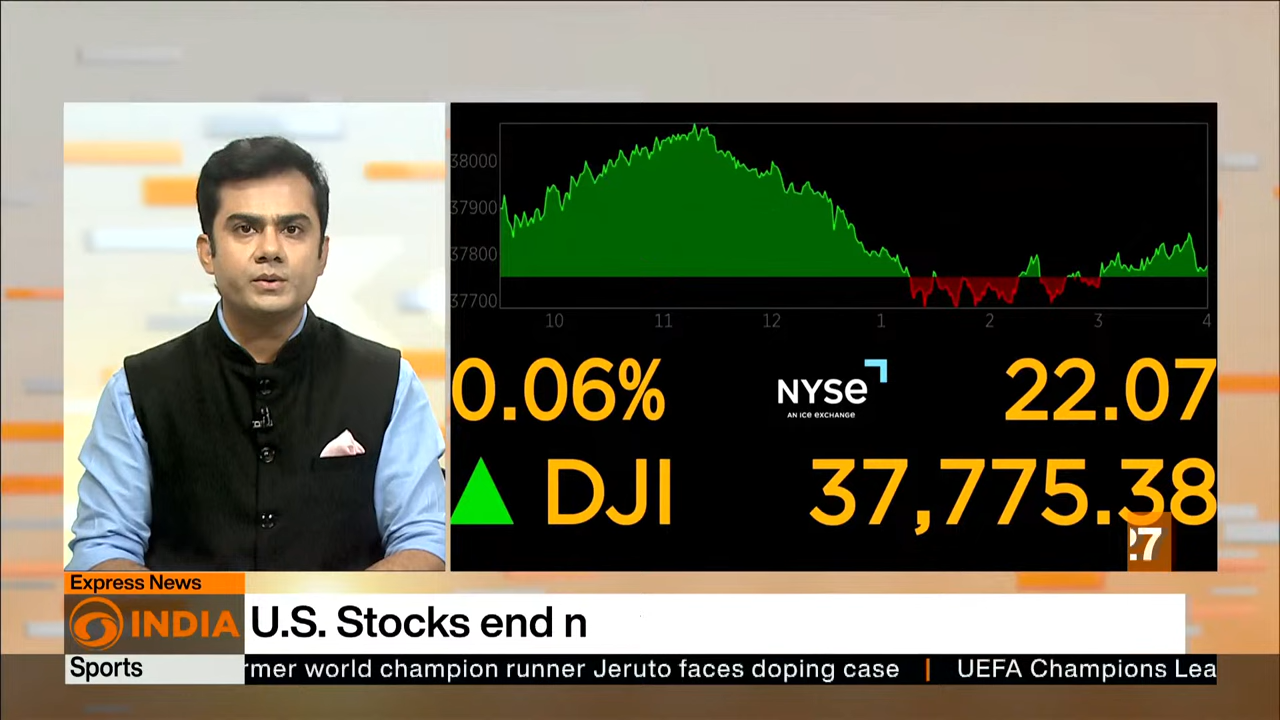 38000
37900
37800
37700
10 11 12 1 2 3 4
0.06% NYSE 22.07
AN ICE EXCHANGE
DJI 37,775.38
:27
Express News
INDIA U.S. Stocks end n
Sports rmer world champion runner Jeruto faces doping case | UEFA Champions Lea